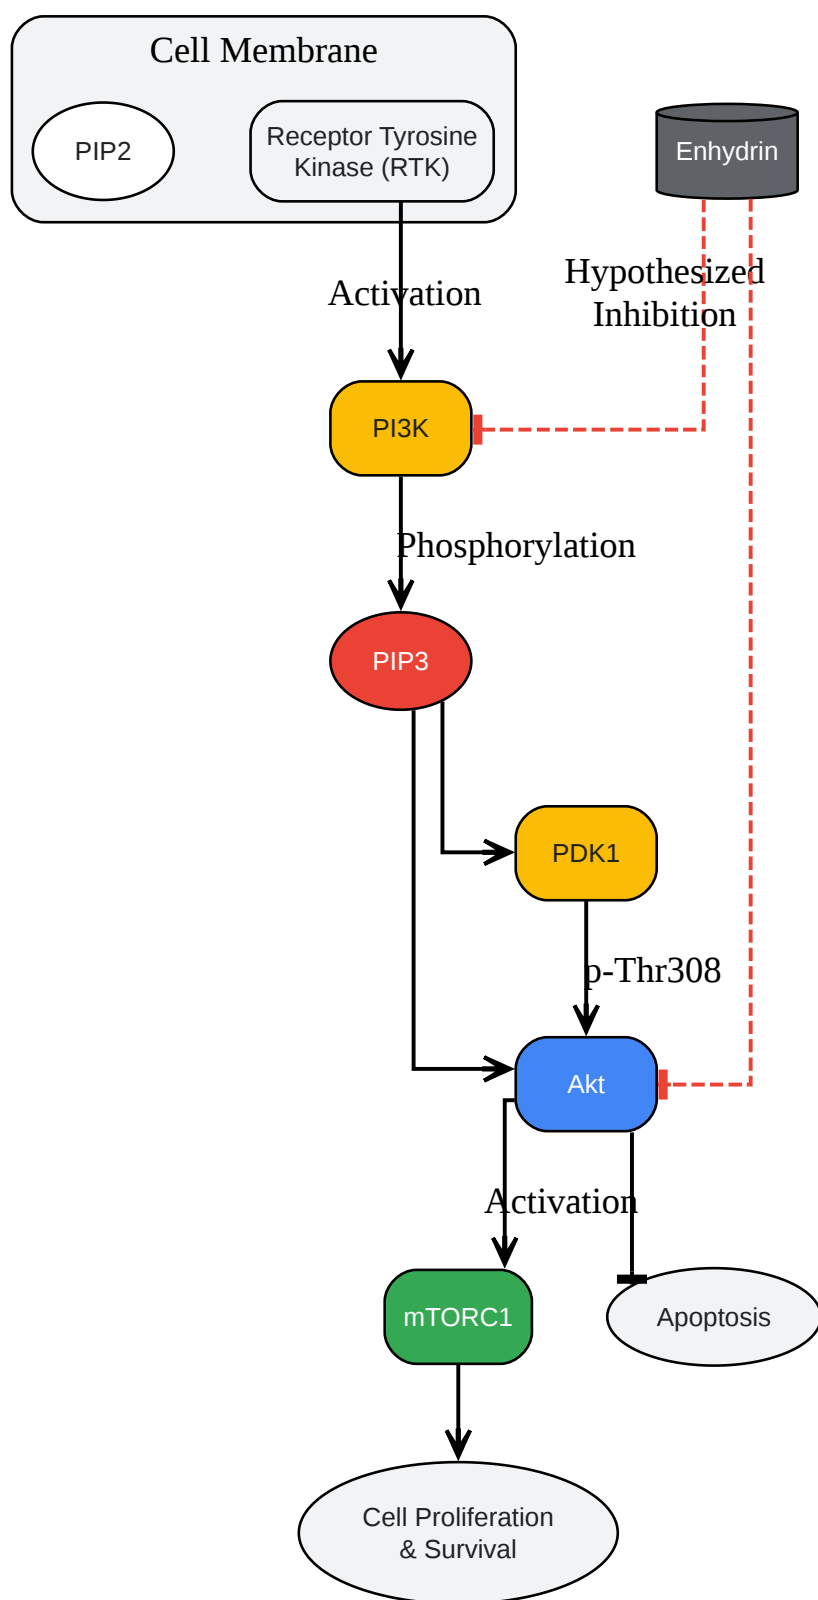 Cell Membrane
PIP2
Receptor Tyrosine
Kinase (RTK)
Enhydrin
Activation
Hypothesized
Inhibition
PI3K
Phosphorylation
PIP3
PDK1
p-Thr308
Akt
Activation
mTORC1
Apoptosis
Cell Proliferation
& Survival